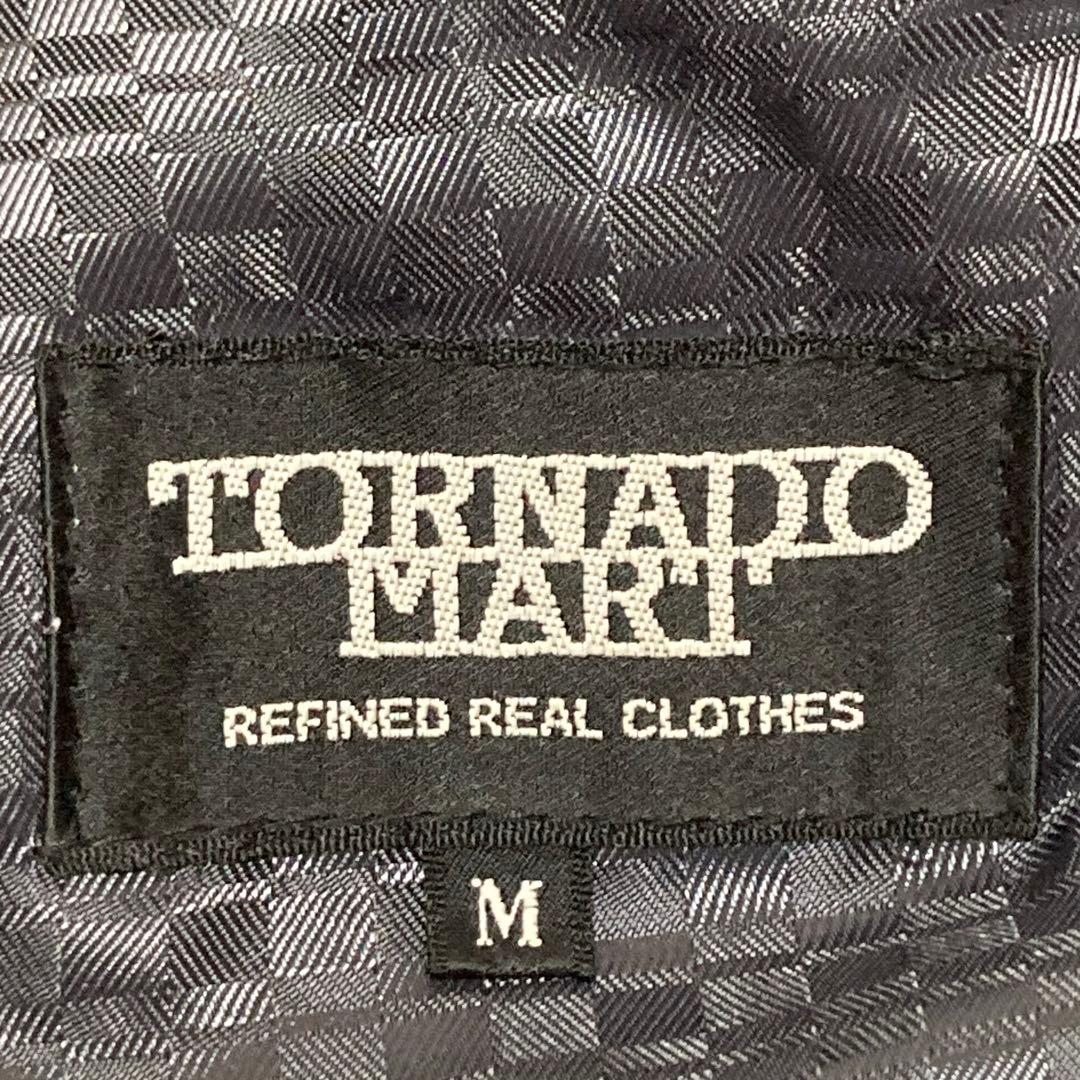 TORNADO
MART
REFINED REAL CLOTHES
M